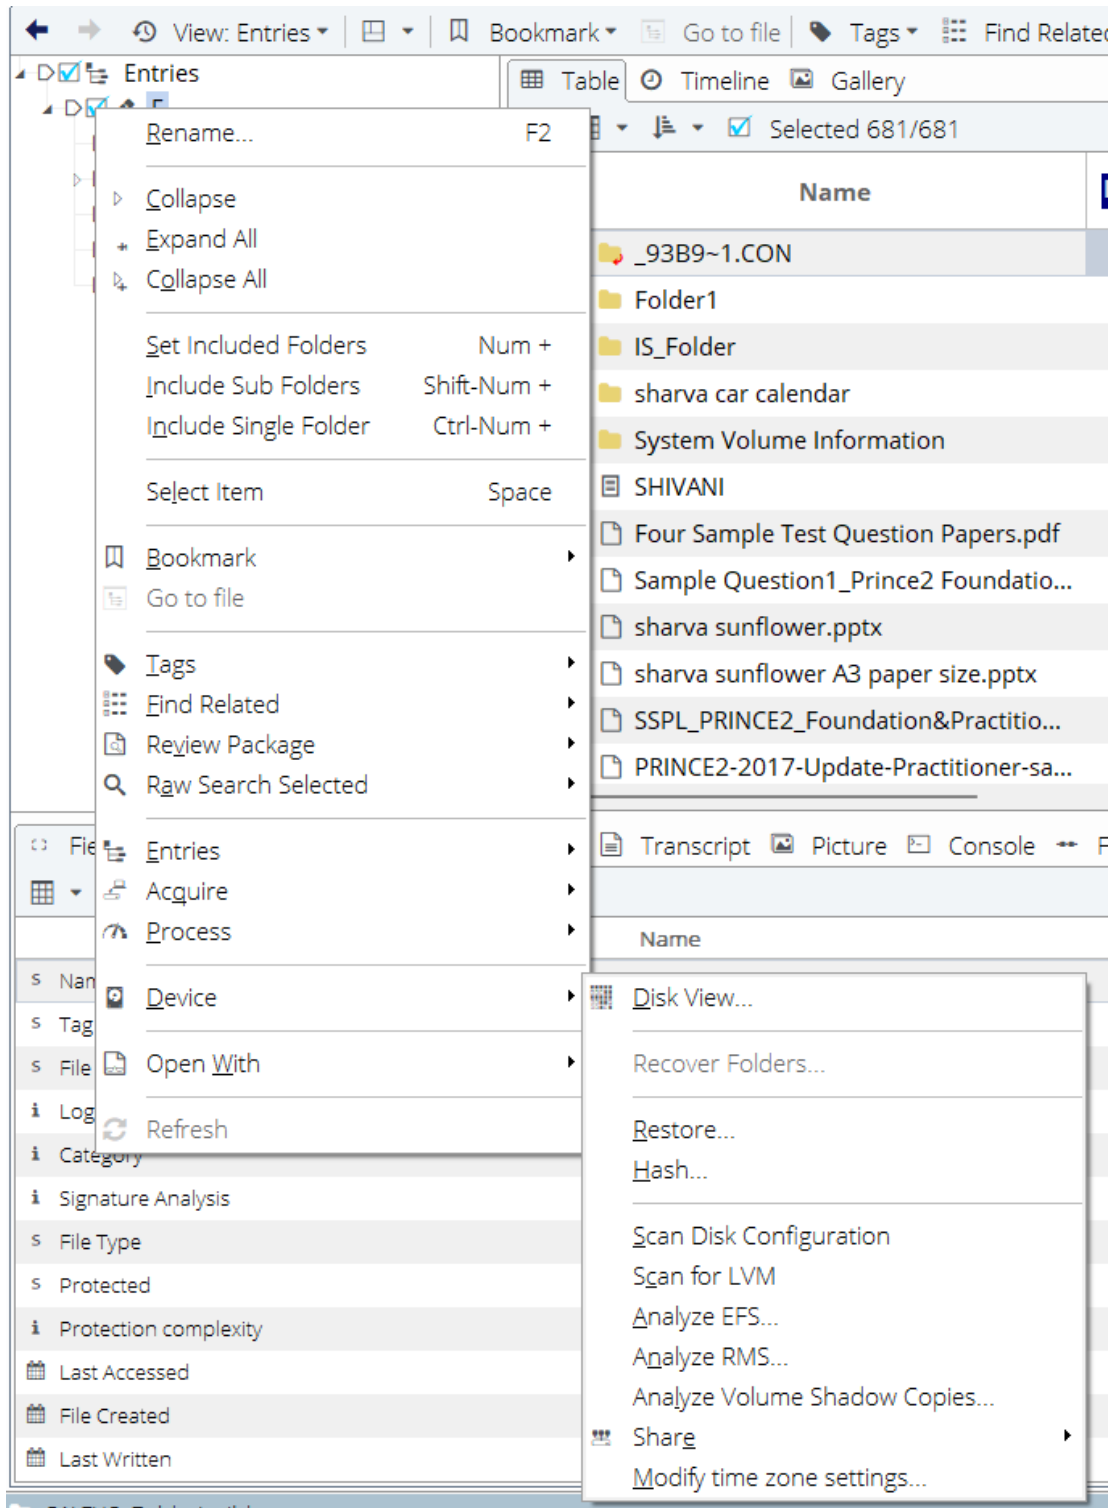 View: Entries Bookmark Go to file Tags Find Related
Entries
Table Timeline Gallery
Selected 681/681
Name
_93B9~1.CON
Folder1
IS_Folder
sharva car calendar
System Volume Information
SHIVANI
Four Sample Test Question Papers.pdf
Sample Question1_Prince2 Foundatio...
sharva sunflower.pptx
sharva sunflower A3 paper size.pptx
SSPL_PRINCE2_Foundation&Practitio...
PRINCE2-2017-Update-Practitioner-sa...
Rename... F2
Collapse
Expand All
Collapse All
Set Included Folders Num +
Include Sub Folders Shift-Num +
Include Single Folder Ctrl-Num +
Select Item Space
Bookmark
Go to file
Tags
Find Related
Review Package
Raw Search Selected
Entries
Acquire
Process
Device
Open With
Refresh
Fie Transcript Picture Console F
Name
Nam
Tag
File
Log
Category
Signature Analysis
File Type
Protected
Protection complexity
Last Accessed
File Created
Last Written
Disk View...
Recover Folders...
Restore...
Hash...
Scan Disk Configuration
Scan for LVM
Analyze EFS...
Analyze RMS...
Analyze Volume Shadow Copies...
Share
Modify time zone settings...